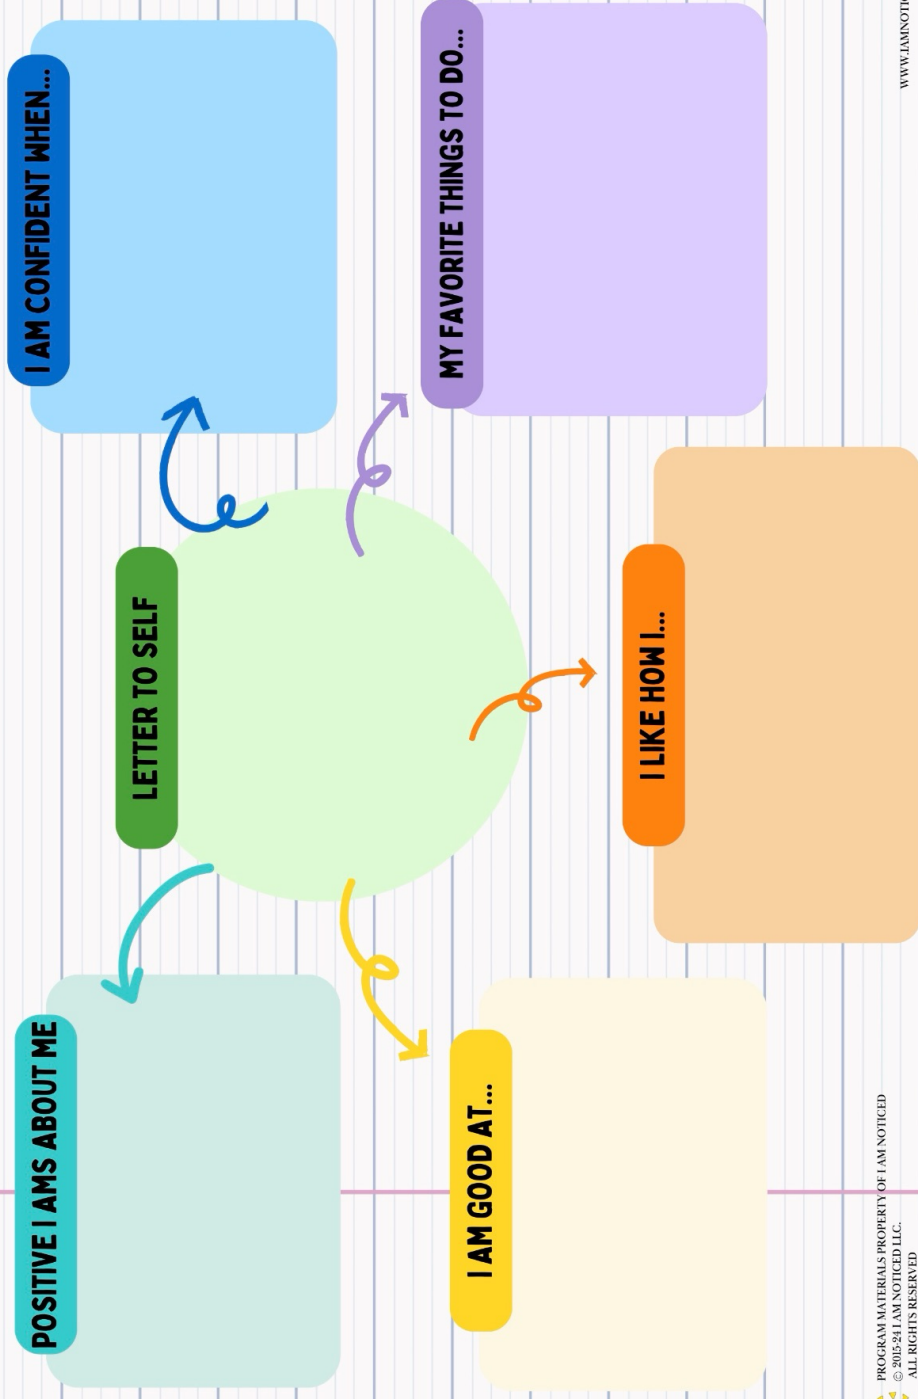 POSITIVE I AMS ABOUT ME
LETTER TO SELF
I AM CONFIDENT WHEN...
I AM GOOD AT...
MY FAVORITE THINGS TO DO...
I LIKE HOW I...
PROGRAM MATERIALS PROPERTY OF I AM NOTICED
© 2015-24 I AM NOTICED LLC.
ALL RIGHTS RESERVED